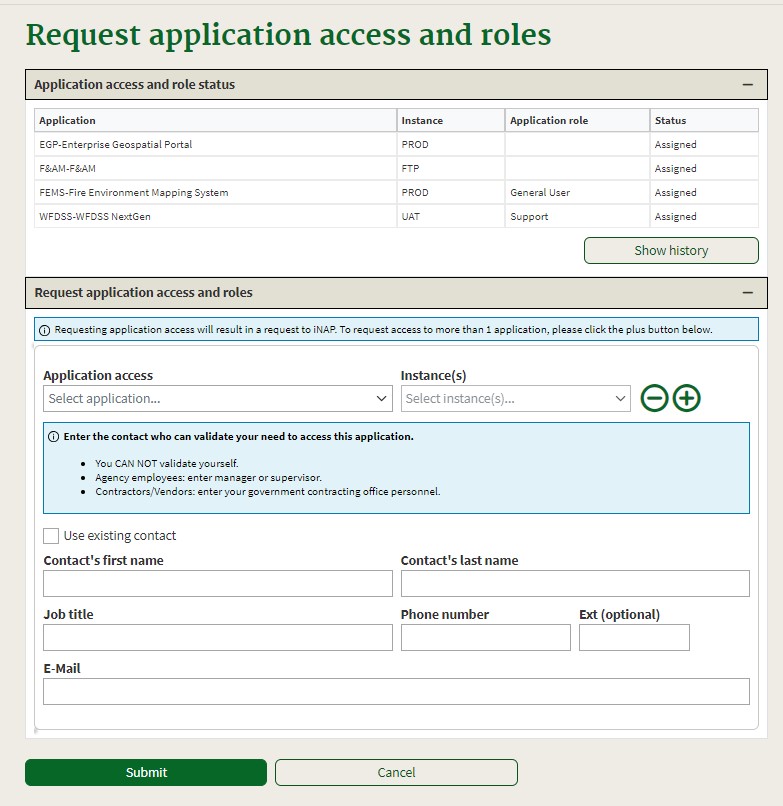 Request application access and roles
Application access and role status
Application Instance Application role Status
EGP-Enterprise Geospatial Portal PROD Assigned
F&AM-F&AM FTP Assigned
FEMS-Fire Environment Mapping System PROD General User Assigned
WFDSS-WFDSS NextGen UAT Support Assigned
Show history
Request application access and roles
Requesting application access will result in a request to iNAP. To request access to more than 1 application, please click the plus button below.
Application access Instance(s)
Select application... Select instance(s)...
Enter the contact who can validate your need to access this application.
• You CAN NOT validate yourself.
• Agency employees: enter manager or supervisor.
• Contractors/Vendors: enter your government contracting office personnel.
Use existing contact
Contact's first name Contact's last name
Job title Phone number Ext (optional)
E-Mail
Submit Cancel